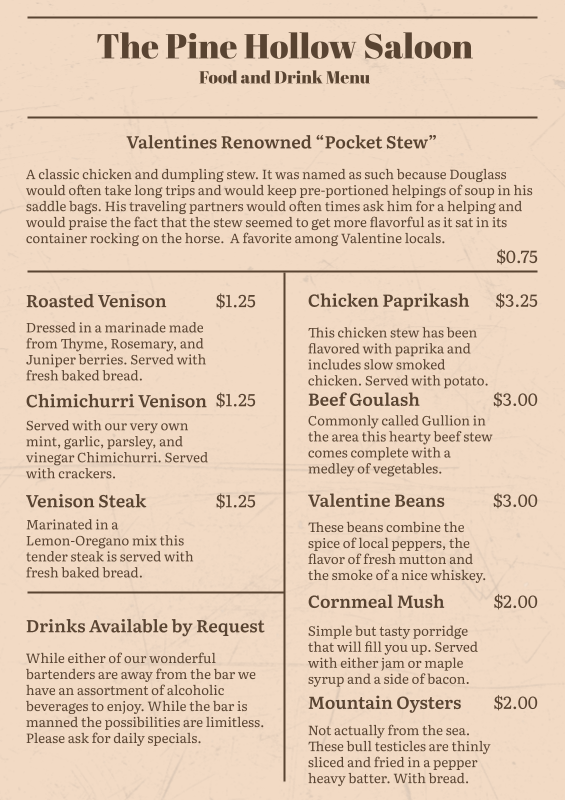 The Pine Hollow Saloon
Food and Drink Menu
Valentines Renowned “Pocket Stew”
A classic chicken and dumpling stew. It was named as such because Douglass
would often take long trips and would keep pre-portioned helpings of soup in his
saddle bags. His traveling partners would often times ask him for a helping and
would praise the fact that the stew seemed to get more flavorful as it sat in its
container rocking on the horse.  A favorite among Valentine locals.
$0.75
Roasted Venison $1.25
Dressed in a marinade made
from Thyme, Rosemary, and
Juniper berries. Served with
fresh baked bread.
Chimichurri Venison $1.25
Served with our very own
mint, garlic, parsley, and
vinegar Chimichurri. Served
with crackers.
Venison Steak $1.25
Marinated in a
Lemon-Oregano mix this
tender steak is served with
fresh baked bread.
Drinks Available by Request
While either of our wonderful
bartenders are away from the bar we
have an assortment of alcoholic
beverages to enjoy. While the bar is
manned the possibilities are limitless.
Please ask for daily specials.
Chicken Paprikash $3.25
This chicken stew has been
flavored with paprika and
includes slow smoked
chicken. Served with potato.
Beef Goulash $3.00
Commonly called Gullion in
the area this hearty beef stew
comes complete with a
medley of vegetables.
Valentine Beans $3.00
These beans combine the
spice of local peppers, the
flavor of fresh mutton and
the smoke of a nice whiskey.
Cornmeal Mush $2.00
Simple but tasty porridge
that will fill you up. Served
with either jam or maple
syrup and a side of bacon.
Mountain Oysters $2.00
Not actually from the sea.
These bull testicles are thinly
sliced and fried in a pepper
heavy batter. With bread.